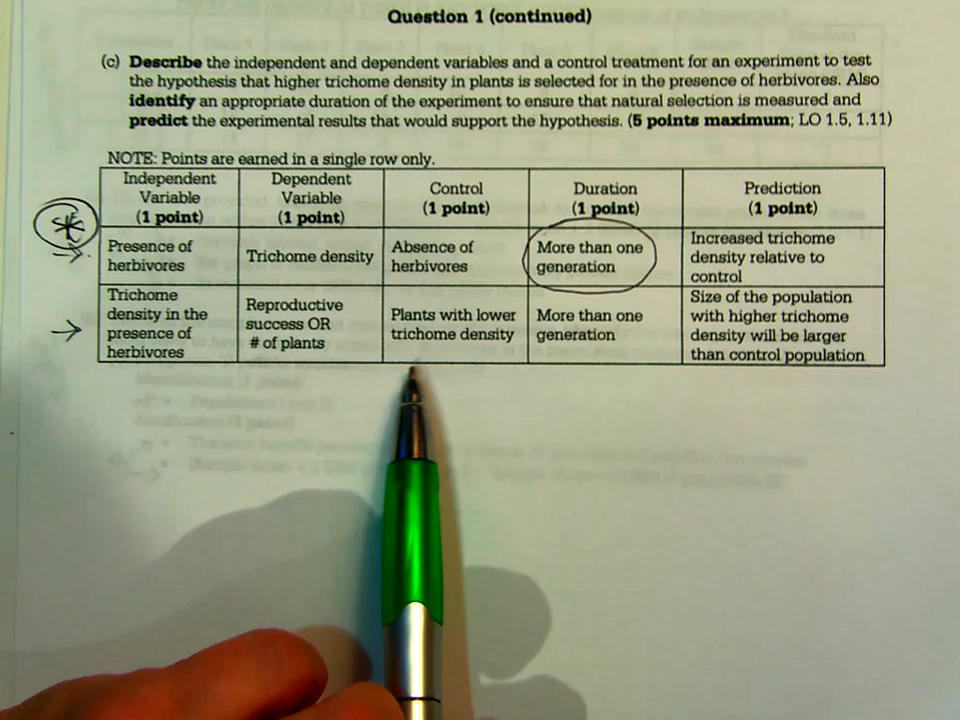 Question 1 (continued)
(c) Describe the independent and dependent variables and a control treatment for an experiment to test
the hypothesis that higher trichome density in plants is selected for in the presence of herbivores. Also
identify an appropriate duration of the experiment to ensure that natural selection is measured and
predict the experimental results that would support the hypothesis. (5 points maximum; LO 1.5, 1.11)
NOTE: Points are earned in a single row only.
Independent
Variable
(1 point)
Dependent
Variable
(1 point)
Control
(1 point)
Duration
(1 point)
Prediction
(1 point)
Presence of
herbivores
Trichome density
Absence of
herbivores
More than one
generation
Increased trichome
density relative to
control
Trichome
density in the
presence of
herbivores
Reproductive
success OR
# of plants
Plants with lower
trichome density
More than one
generation
Size of the population
with higher trichome
density will be larger
than control population